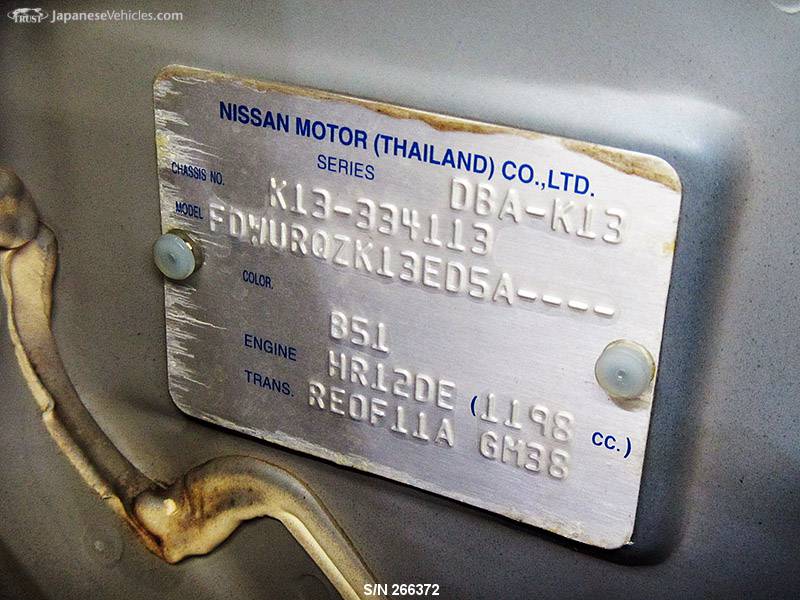 TRUST JapaneseVehicles.com
NISSAN MOTOR (THAILAND) CO.,LTD.
SERIES DBA-K13
CHASSIS NO. K13-334113
MODEL FDWURQZK13ED5A----
COLOR. B51
ENGINE HR12DE (1198 CC.)
TRANS. RE0F11A GM38
S/N 266372